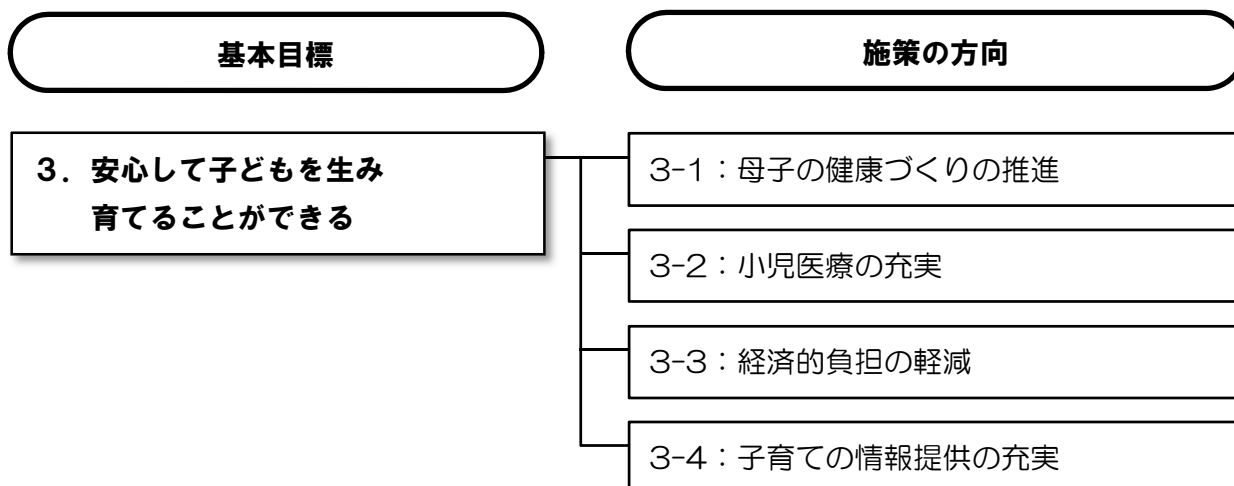 基本目標
施策の方向
3．安心して子どもを生み
育てることができる
3-1：母子の健康づくりの推進
3-2：小児医療の充実
3-3：経済的負担の軽減
3-4：子育ての情報提供の充実